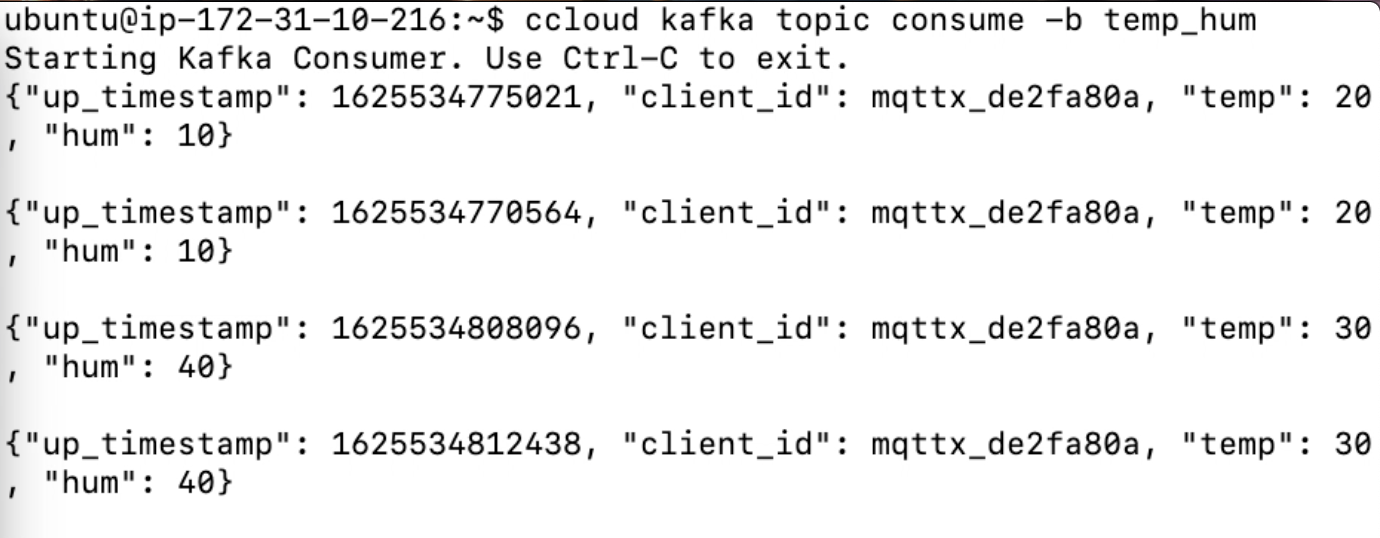 ubuntu@ip-172-31-10-216:~$ ccloud kafka topic consume -b temp_hum
Starting Kafka Consumer. Use Ctrl-C to exit.
{"up_timestamp": 1625534775021, "client_id": mqttx_de2fa80a, "temp": 20
, "hum": 10}
{"up_timestamp": 1625534770564, "client_id": mqttx_de2fa80a, "temp": 20
, "hum": 10}
{"up_timestamp": 1625534808096, "client_id": mqttx_de2fa80a, "temp": 30
, "hum": 40}
{"up_timestamp": 1625534812438, "client_id": mqttx_de2fa80a, "temp": 30
, "hum": 40}